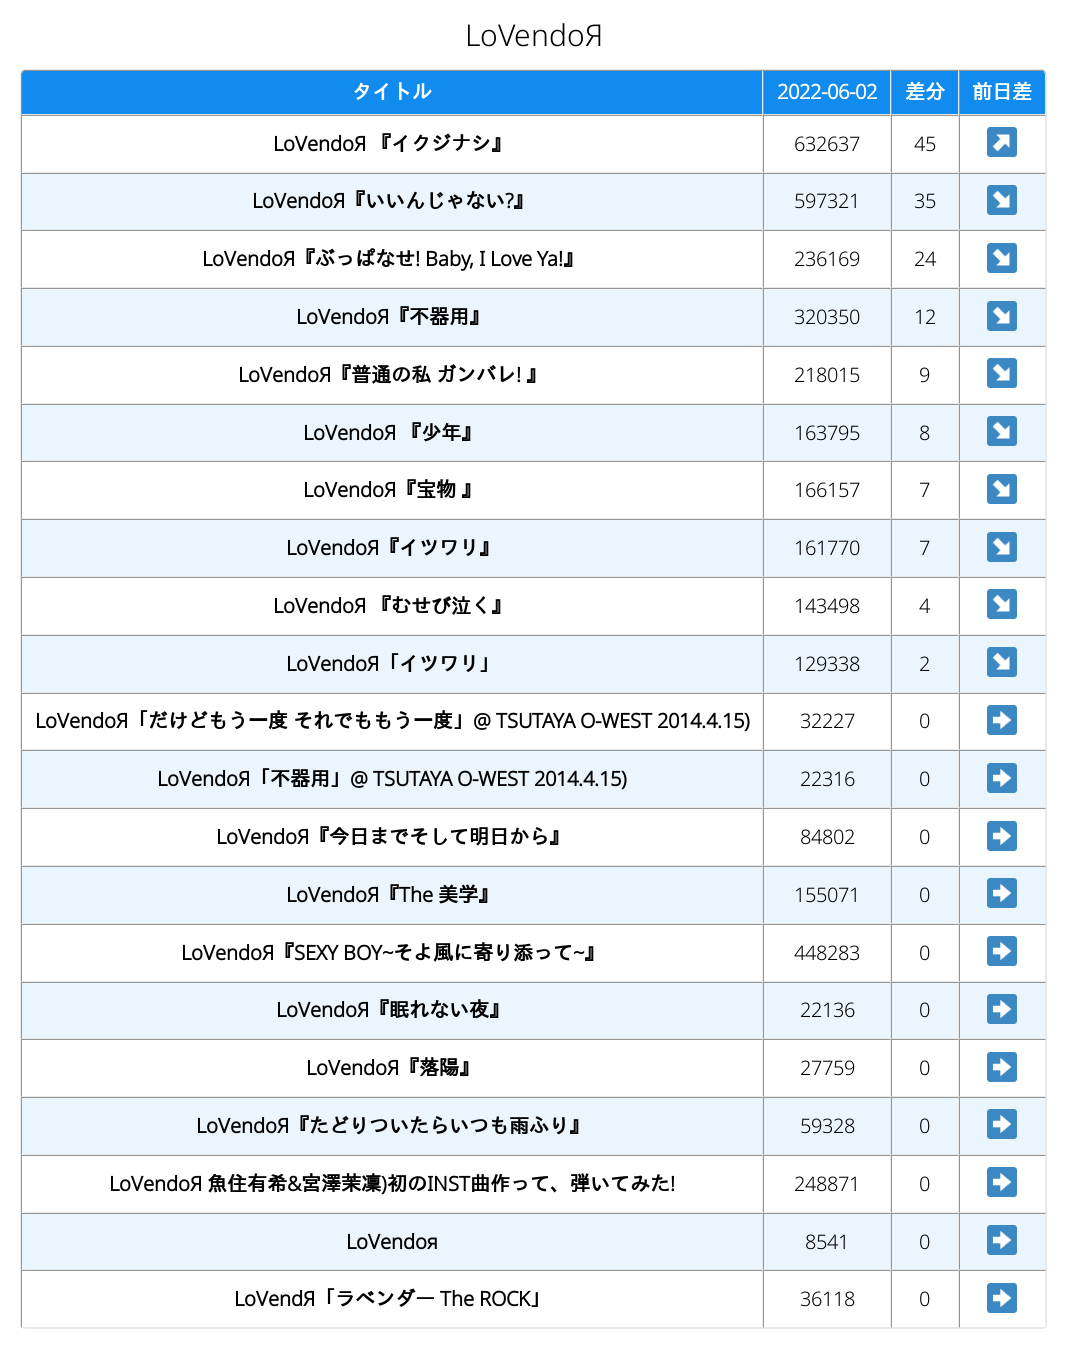 LoVendoЯ
タイトル 2022-06-02 差分 前日差
LoVendoЯ 『イクジナシ』 632637 45 ↗
LoVendoЯ『いいんじゃない?』 597321 35 ↘
LoVendoЯ『ぶっぱなせ! Baby, I Love Ya!』 236169 24 ↘
LoVendoЯ『不器用』 320350 12 ↘
LoVendoЯ『普通の私 ガンバレ! 』 218015 9 ↘
LoVendoЯ 『少年』 163795 8 ↘
LoVendoЯ『宝物 』 166157 7 ↘
LoVendoЯ『イツワリ』 161770 7 ↘
LoVendoЯ 『むせび泣く』 143498 4 ↘
LoVendoЯ「イツワリ」 129338 2 ↘
LoVendoЯ「だけどもう一度 それでももう一度」@ TSUTAYA O-WEST 2014.4.15) 32227 0 ➡
LoVendoЯ「不器用」@ TSUTAYA O-WEST 2014.4.15) 22316 0 ➡
LoVendoЯ『今日までそして明日から』 84802 0 ➡
LoVendoЯ『The 美学』 155071 0 ➡
LoVendoЯ『SEXY BOY~そよ風に寄り添って~』 448283 0 ➡
LoVendoЯ『眠れない夜』 22136 0 ➡
LoVendoЯ『落陽』 27759 0 ➡
LoVendoЯ『たどりついたらいつも雨ふり』 59328 0 ➡
LoVendoЯ 魚住有希&宮澤茉凜)初のINST曲作って、弾いてみた! 248871 0 ➡
LoVendoя 8541 0 ➡
LoVendЯ「ラベンダー The ROCK」 36118 0 ➡